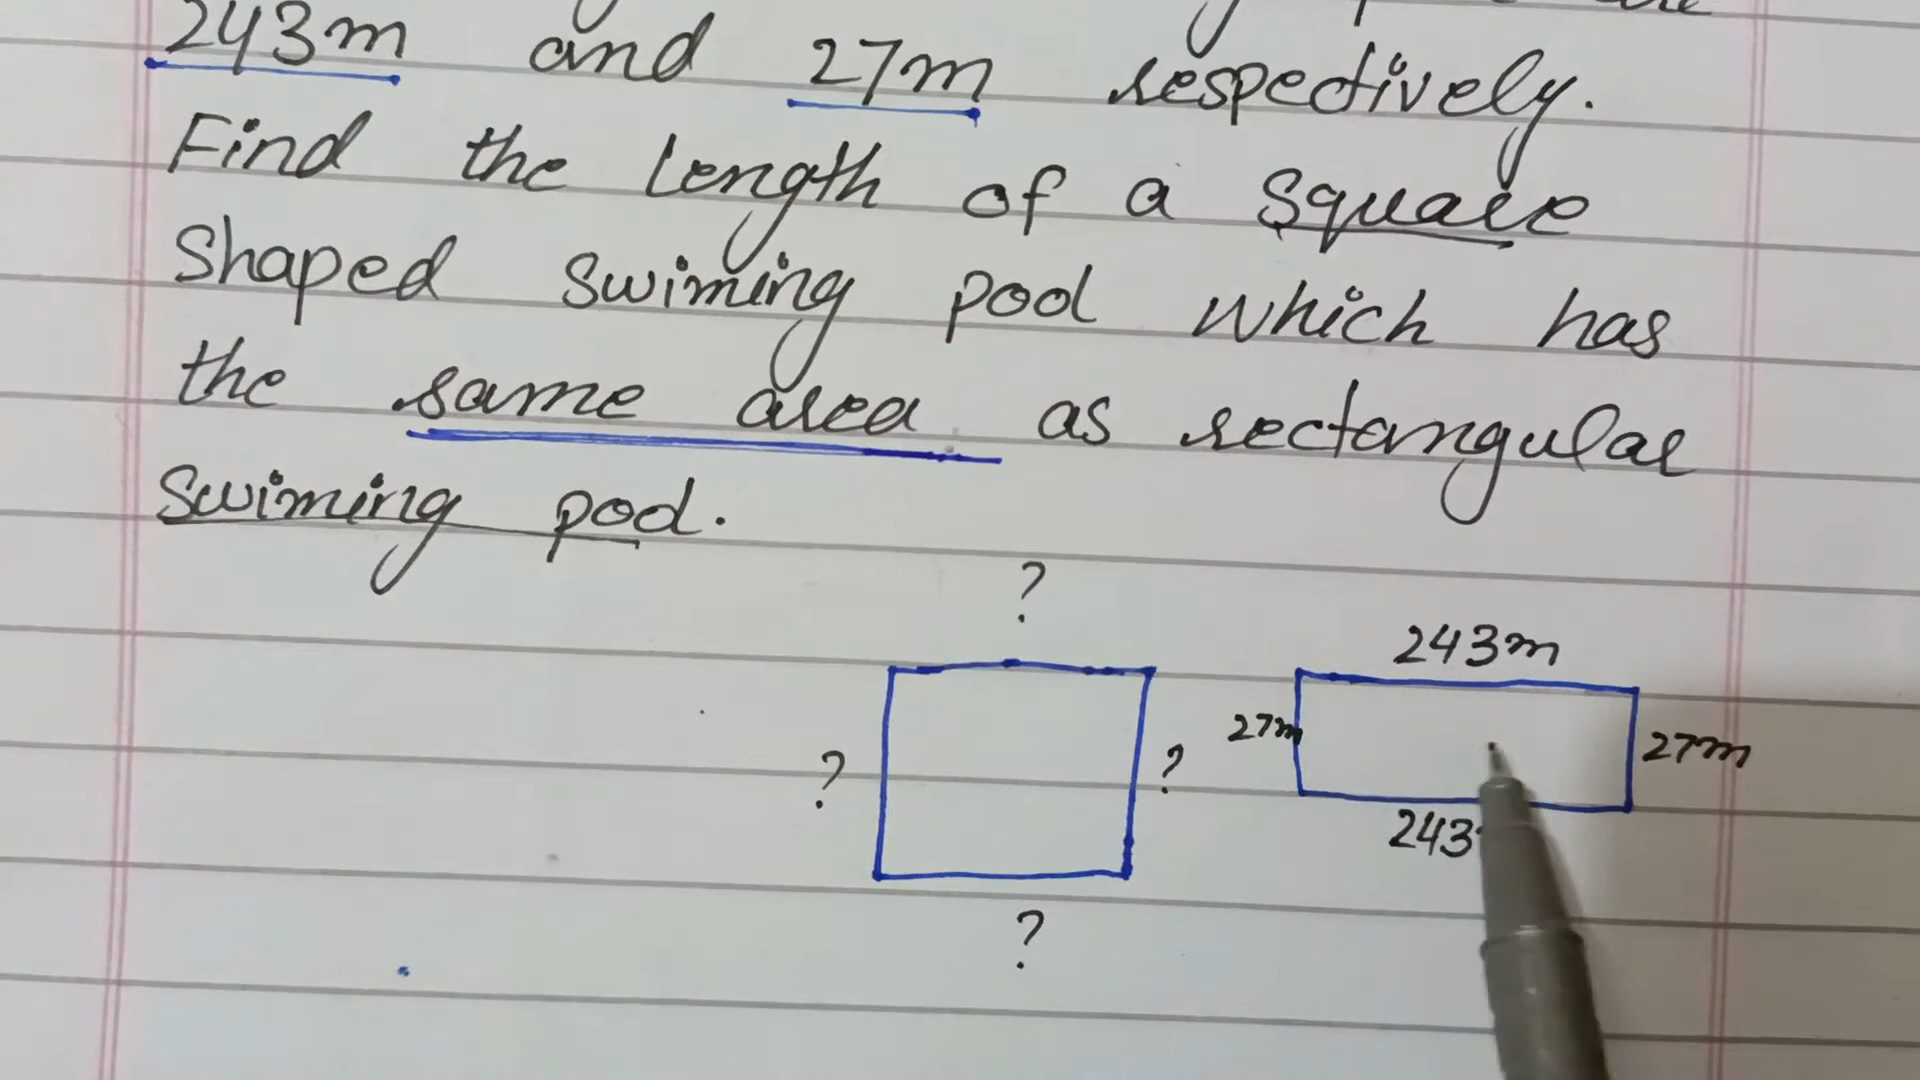 243m and 27m respectively.
Find the length of a square
shaped swiming pool which has
the same area as rectangular
swiming pool.
?
243m
27m
27m
?
?
243
?